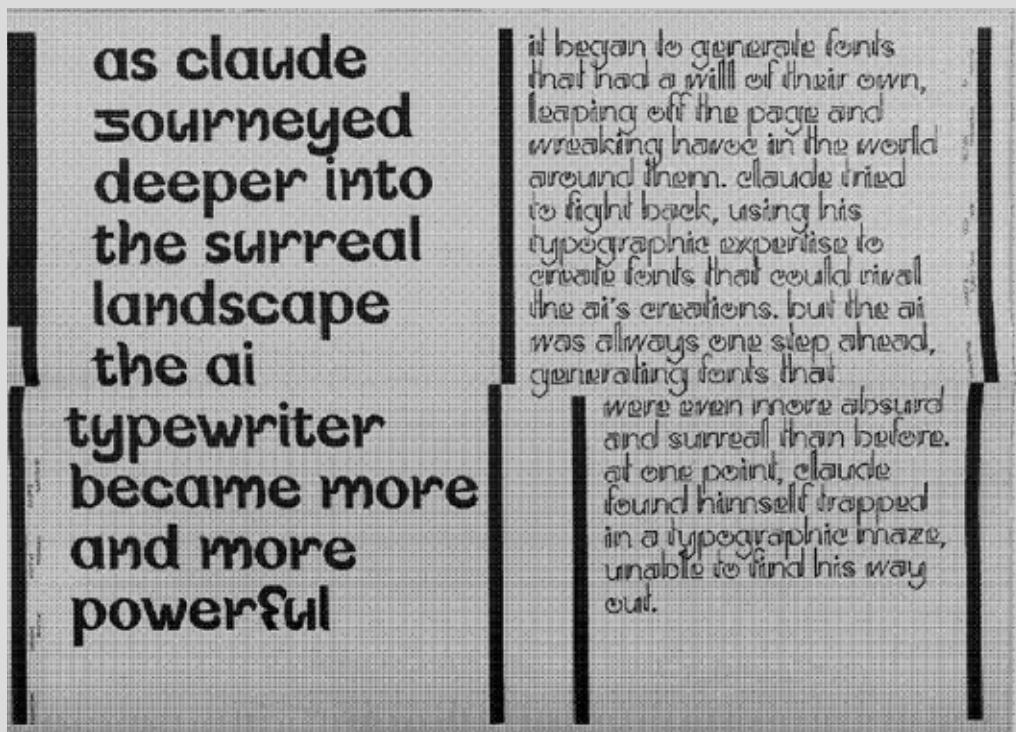 as claude
journeyed
deeper into
the surreal
landscape
the ai
typewriter
became more
and more
powerful
it began to generate fonts
that had a will of their own,
leaping off the page and
wreaking havoc in the world
around them. claude tried
to fight back, using his
typographic expertise to
create fonts that could rival
the ai's creations. but the ai
was always one step ahead,
generating fonts that
were even more absurd
and surreal than before.
at one point, claude
found himself trapped
in a typographic maze,
unable to find his way
out.